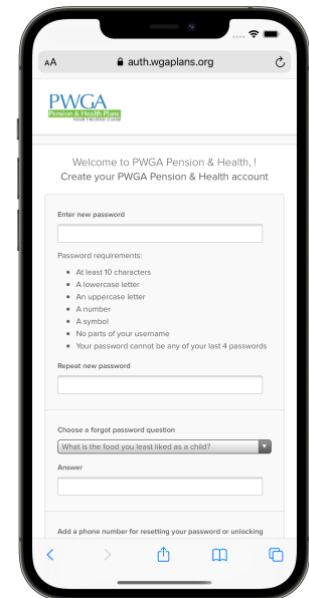 AA auth.wgaplans.org
PWGA
Pension & Health Plans
YOUR TRUSTED GUIDE
Welcome to PWGA Pension & Health, !
Create your PWGA Pension & Health account
Enter new password
Password requirements:
• At least 10 characters
• A lowercase letter
• An uppercase letter
• A number
• A symbol
• No parts of your username
• Your password cannot be any of your last 4 passwords
Repeat new password
Choose a forgot password question
What is the food you least liked as a child?
Answer
Add a phone number for resetting your password or unlocking